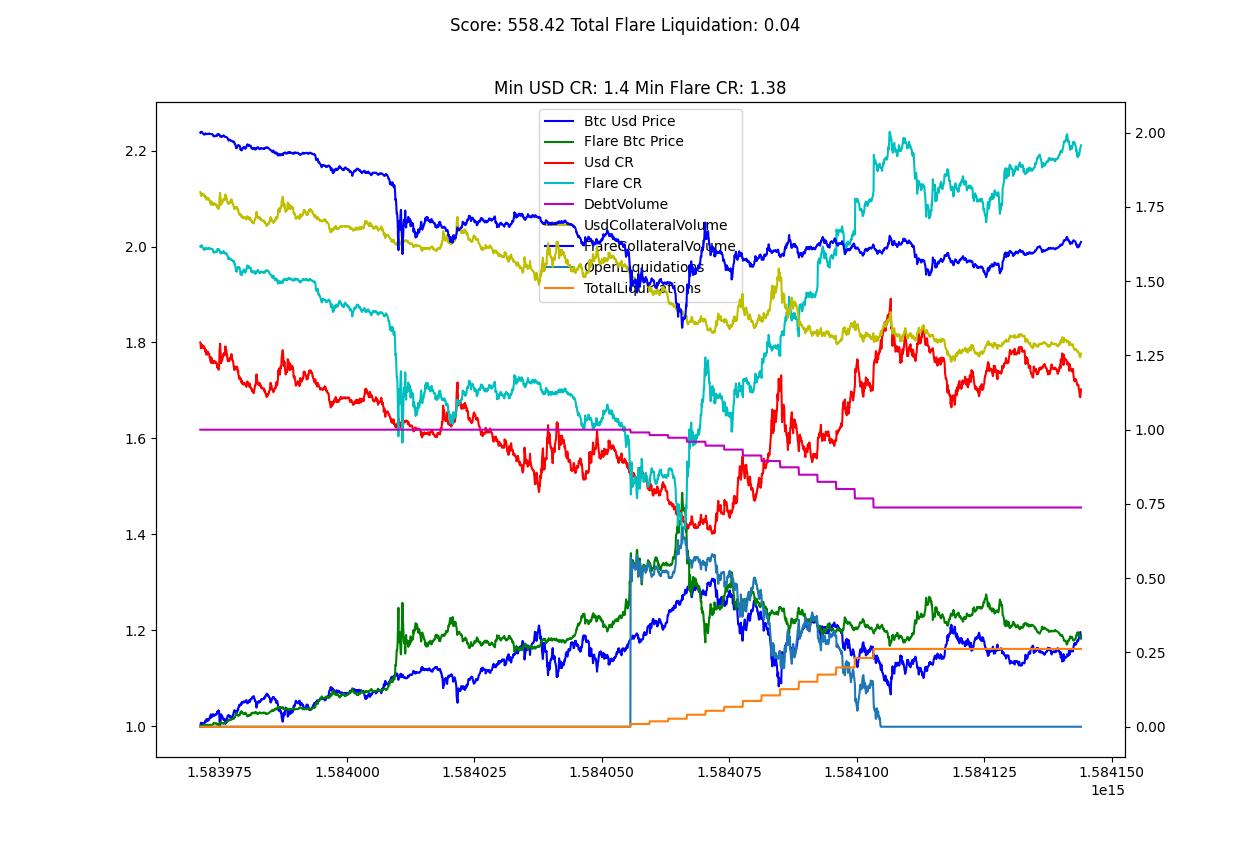 Score: 558.42 Total Flare Liquidation: 0.04
Min USD CR: 1.4 Min Flare CR: 1.38
Btc Usd Price
Flare Btc Price
Usd CR
Flare CR
DebtVolume
UsdCollateralVolume
FlareCollateralVolume
OpenLiquidations
TotalLiquidations
2.2
2.0
1.8
1.6
1.4
1.2
1.0
2.00
1.75
1.50
1.25
1.00
0.75
0.50
0.25
0.00
1.583975 1.584000 1.584025 1.584050 1.584075 1.584100 1.584125 1.584150
1e15